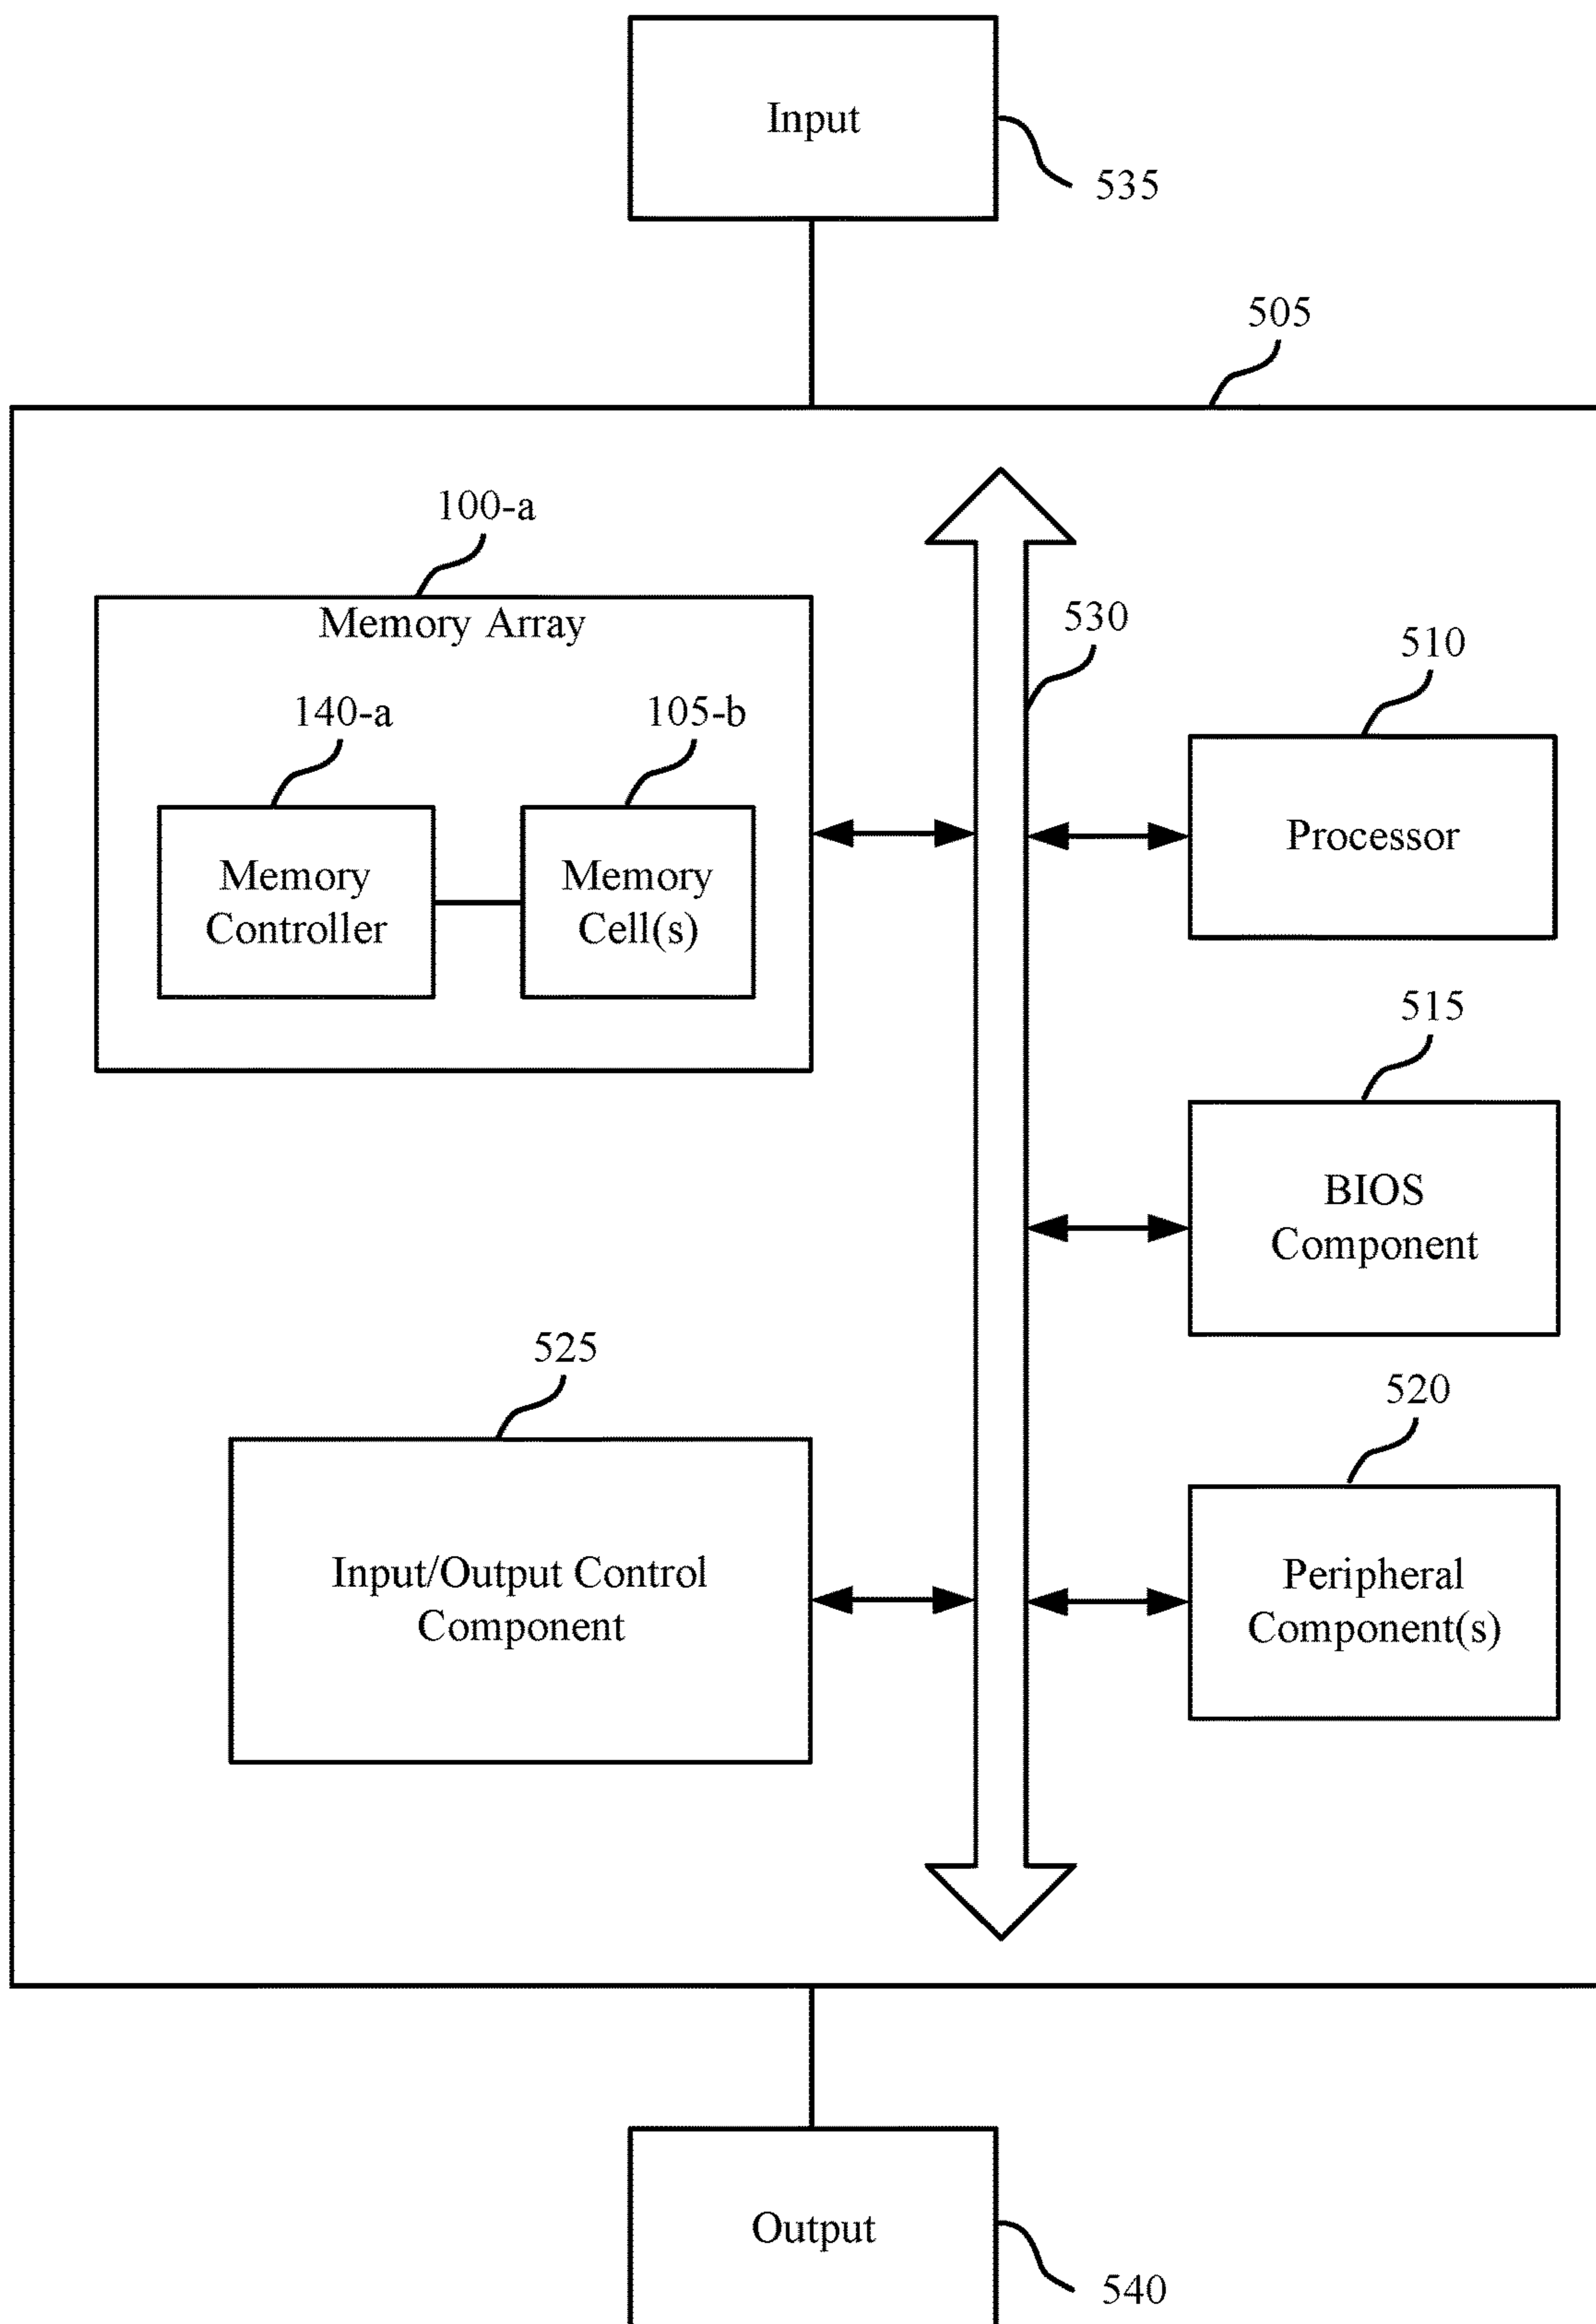 Input
535
505
100-a
Memory Array
530
510
140-a
105-b
Memory
Controller
Memory
Cell(s)
Processor
515
BIOS
Component
525
520
Input/Output Control
Component
Peripheral
Component(s)
Output
540